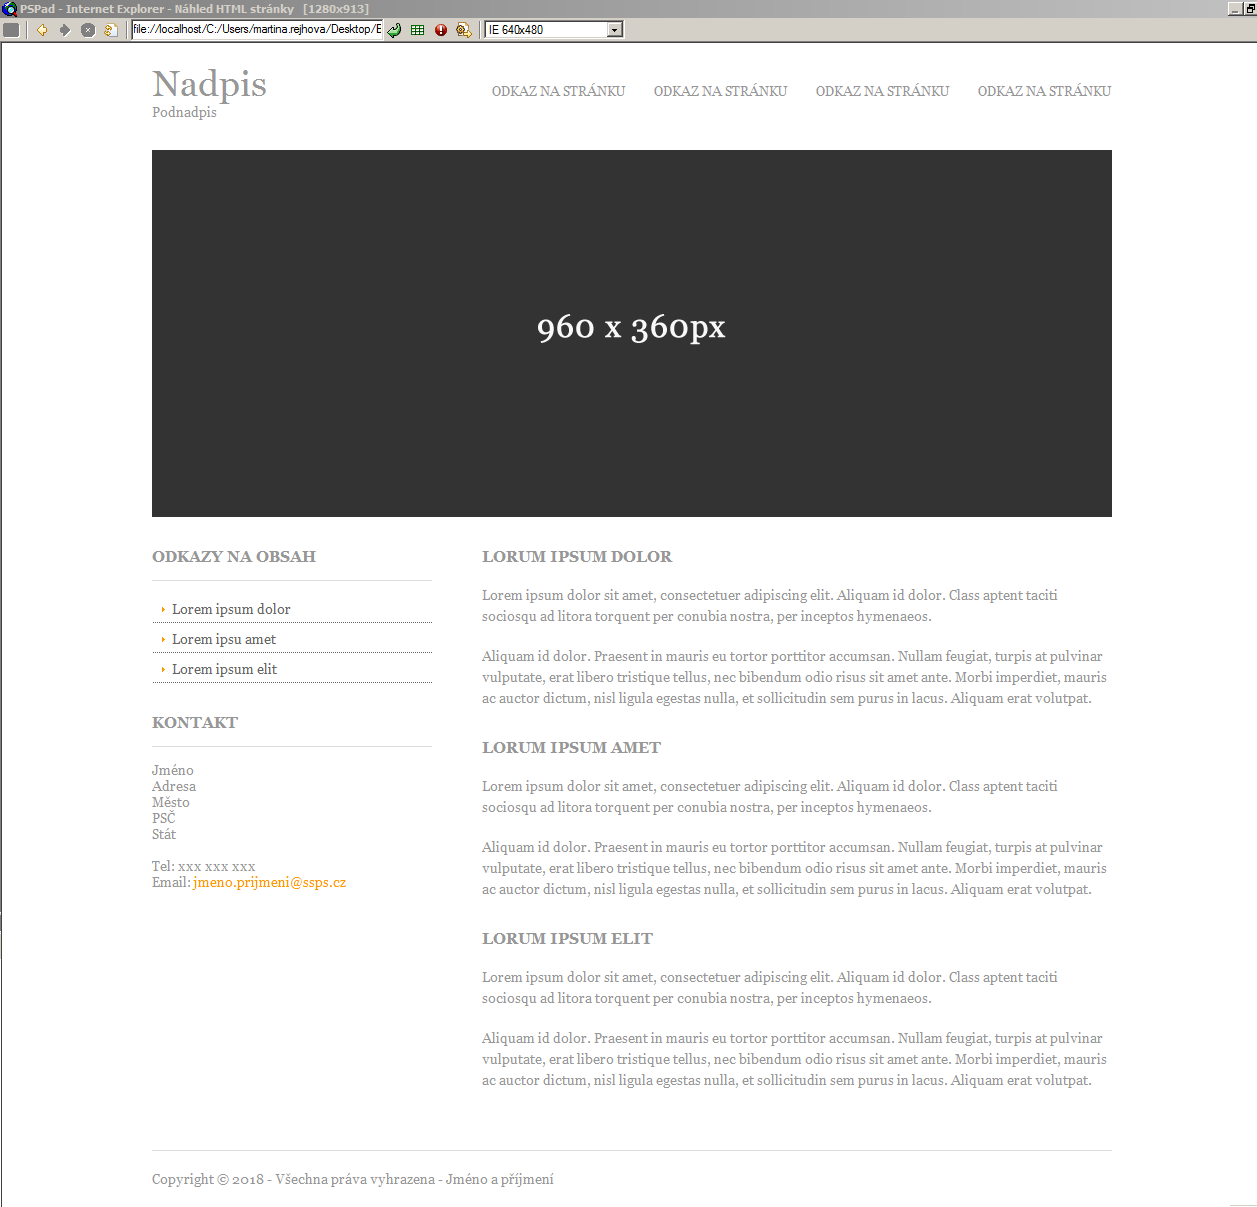 PSPad - Internet Explorer - Náhled HTML stránky [1280x913]
file://localhost/C:/Users/martina.rejhova/Desktop/E
IE 640x480
Nadpis
Podnadpis
ODKAZ NA STRÁNKU ODKAZ NA STRÁNKU ODKAZ NA STRÁNKU ODKAZ NA STRÁNKU
960 x 360px
ODKAZY NA OBSAH
Lorem ipsum dolor
Lorem ipsu amet
Lorem ipsum elit
KONTAKT
Jméno
Adresa
Město
PSČ
Stát
Tel: xxx xxx xxx
Email: jmeno.prijmeni@ssps.cz
LORUM IPSUM DOLOR
Lorem ipsum dolor sit amet, consectetuer adipiscing elit. Aliquam id dolor. Class aptent taciti
sociosqu ad litora torquent per conubia nostra, per inceptos hymenaeos.
Aliquam id dolor. Praesent in mauris eu tortor porttitor accumsan. Nullam feugiat, turpis at pulvinar
vulputate, erat libero tristique tellus, nec bibendum odio risus sit amet ante. Morbi imperdiet, mauris
ac auctor dictum, nisl ligula egestas nulla, et sollicitudin sem purus in lacus. Aliquam erat volutpat.
LORUM IPSUM AMET
Lorem ipsum dolor sit amet, consectetuer adipiscing elit. Aliquam id dolor. Class aptent taciti
sociosqu ad litora torquent per conubia nostra, per inceptos hymenaeos.
Aliquam id dolor. Praesent in mauris eu tortor porttitor accumsan. Nullam feugiat, turpis at pulvinar
vulputate, erat libero tristique tellus, nec bibendum odio risus sit amet ante. Morbi imperdiet, mauris
ac auctor dictum, nisl ligula egestas nulla, et sollicitudin sem purus in lacus. Aliquam erat volutpat.
LORUM IPSUM ELIT
Lorem ipsum dolor sit amet, consectetuer adipiscing elit. Aliquam id dolor. Class aptent taciti
sociosqu ad litora torquent per conubia nostra, per inceptos hymenaeos.
Aliquam id dolor. Praesent in mauris eu tortor porttitor accumsan. Nullam feugiat, turpis at pulvinar
vulputate, erat libero tristique tellus, nec bibendum odio risus sit amet ante. Morbi imperdiet, mauris
ac auctor dictum, nisl ligula egestas nulla, et sollicitudin sem purus in lacus. Aliquam erat volutpat.
Copyright © 2018 - Všechna práva vyhrazena - Jméno a příjmení